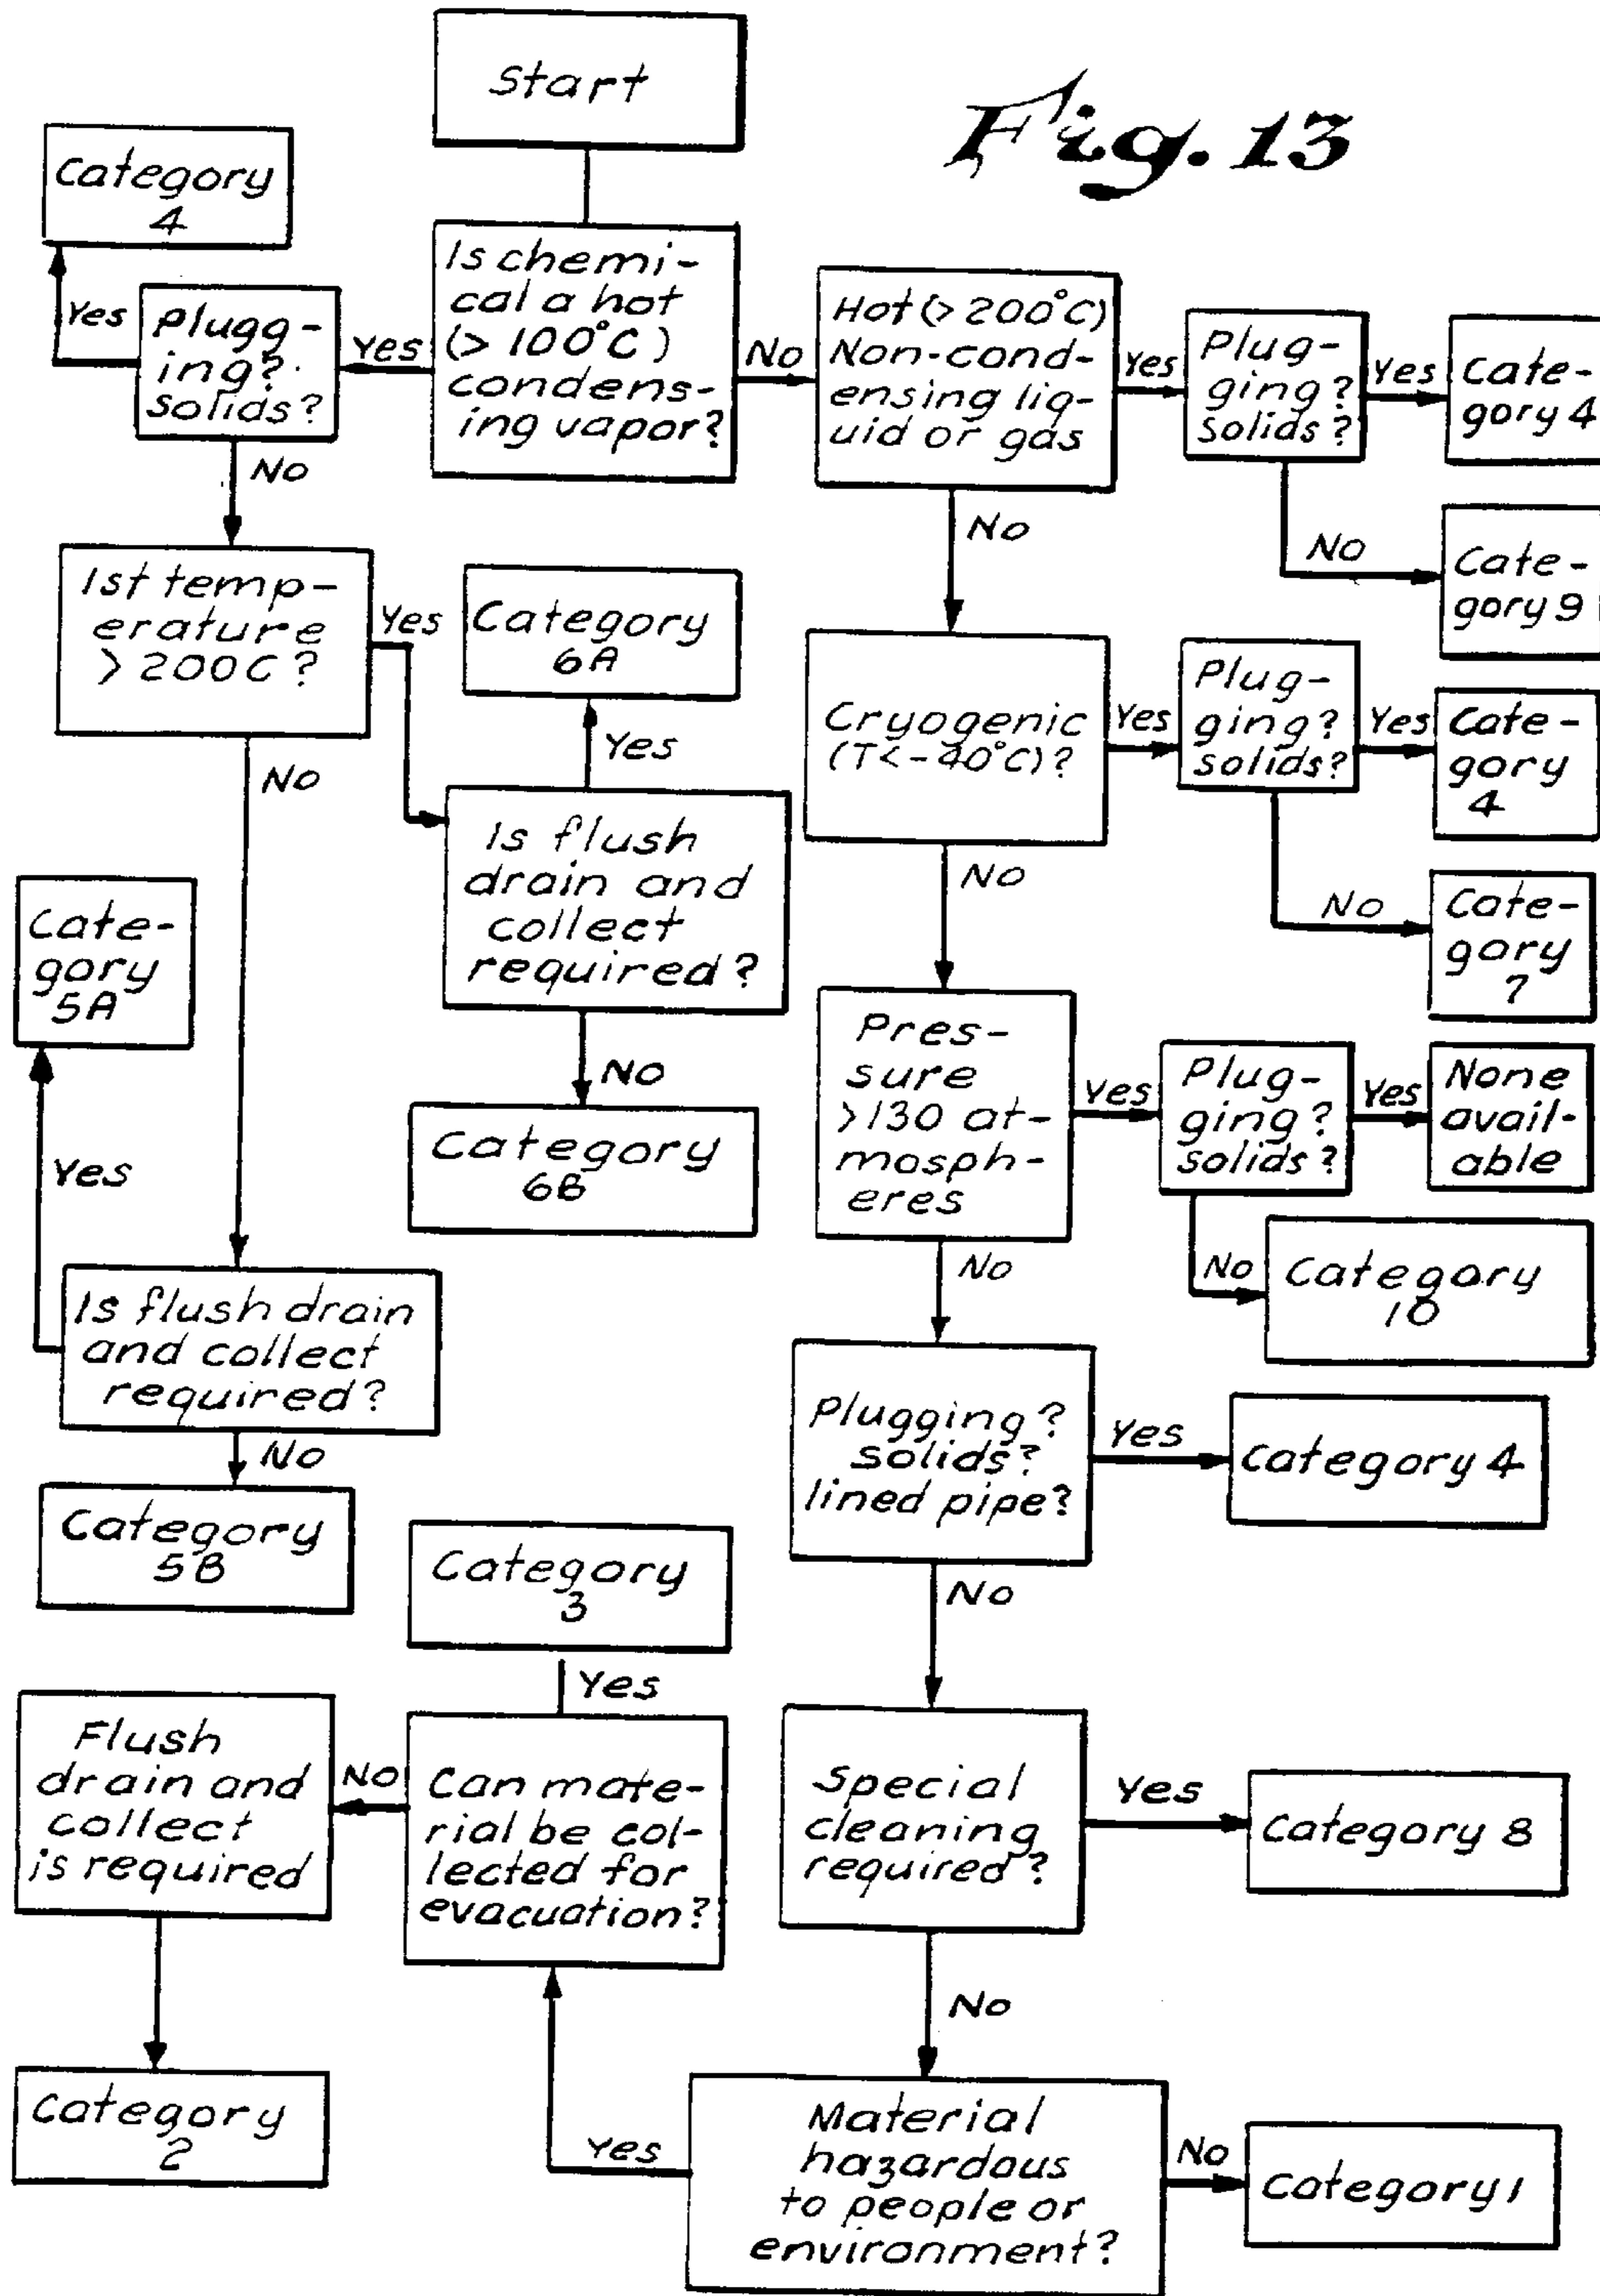 Start
Fig. 13
Category
4
Is chemi-
cal a hot
(> 100°C)
condens-
ing vapor?
Yes
Plugg-
ing?
solids?
Yes
No
Hot (> 200°C)
Non-cond-
ensing liq-
uid or gas
Yes
Plug-
ging?
solids?
Yes
Cate-
gory 4
No
No
No
Cate-
gory 9
Ist temp-
erature
> 200C?
Yes
Category
6A
Yes
No
Cryogenic
(T<-40°C)?
Yes
Plug-
ging?
solids?
Yes
Cate-
gory
4
Is flush
drain and
collect
required?
No
No
Cate-
gory
7
Cate-
gory
5A
Yes
No
Category
6B
Pres-
sure
>130 at-
mosph-
eres
Yes
Plug-
ging?
solids?
Yes
None
avail-
able
No
No
Category
10
Is flush drain
and collect
required?
No
Category
5B
Plugging?
solids?
lined pipe?
Yes
Category 4
No
Category
3
Yes
Flush
drain and
collect
is required
No
Can mate-
rial be col-
lected for
evacuation?
Special
cleaning
required?
Yes
Category 8
No
Category
2
Yes
Material
hazardous
to people or
environment?
No
Category 1